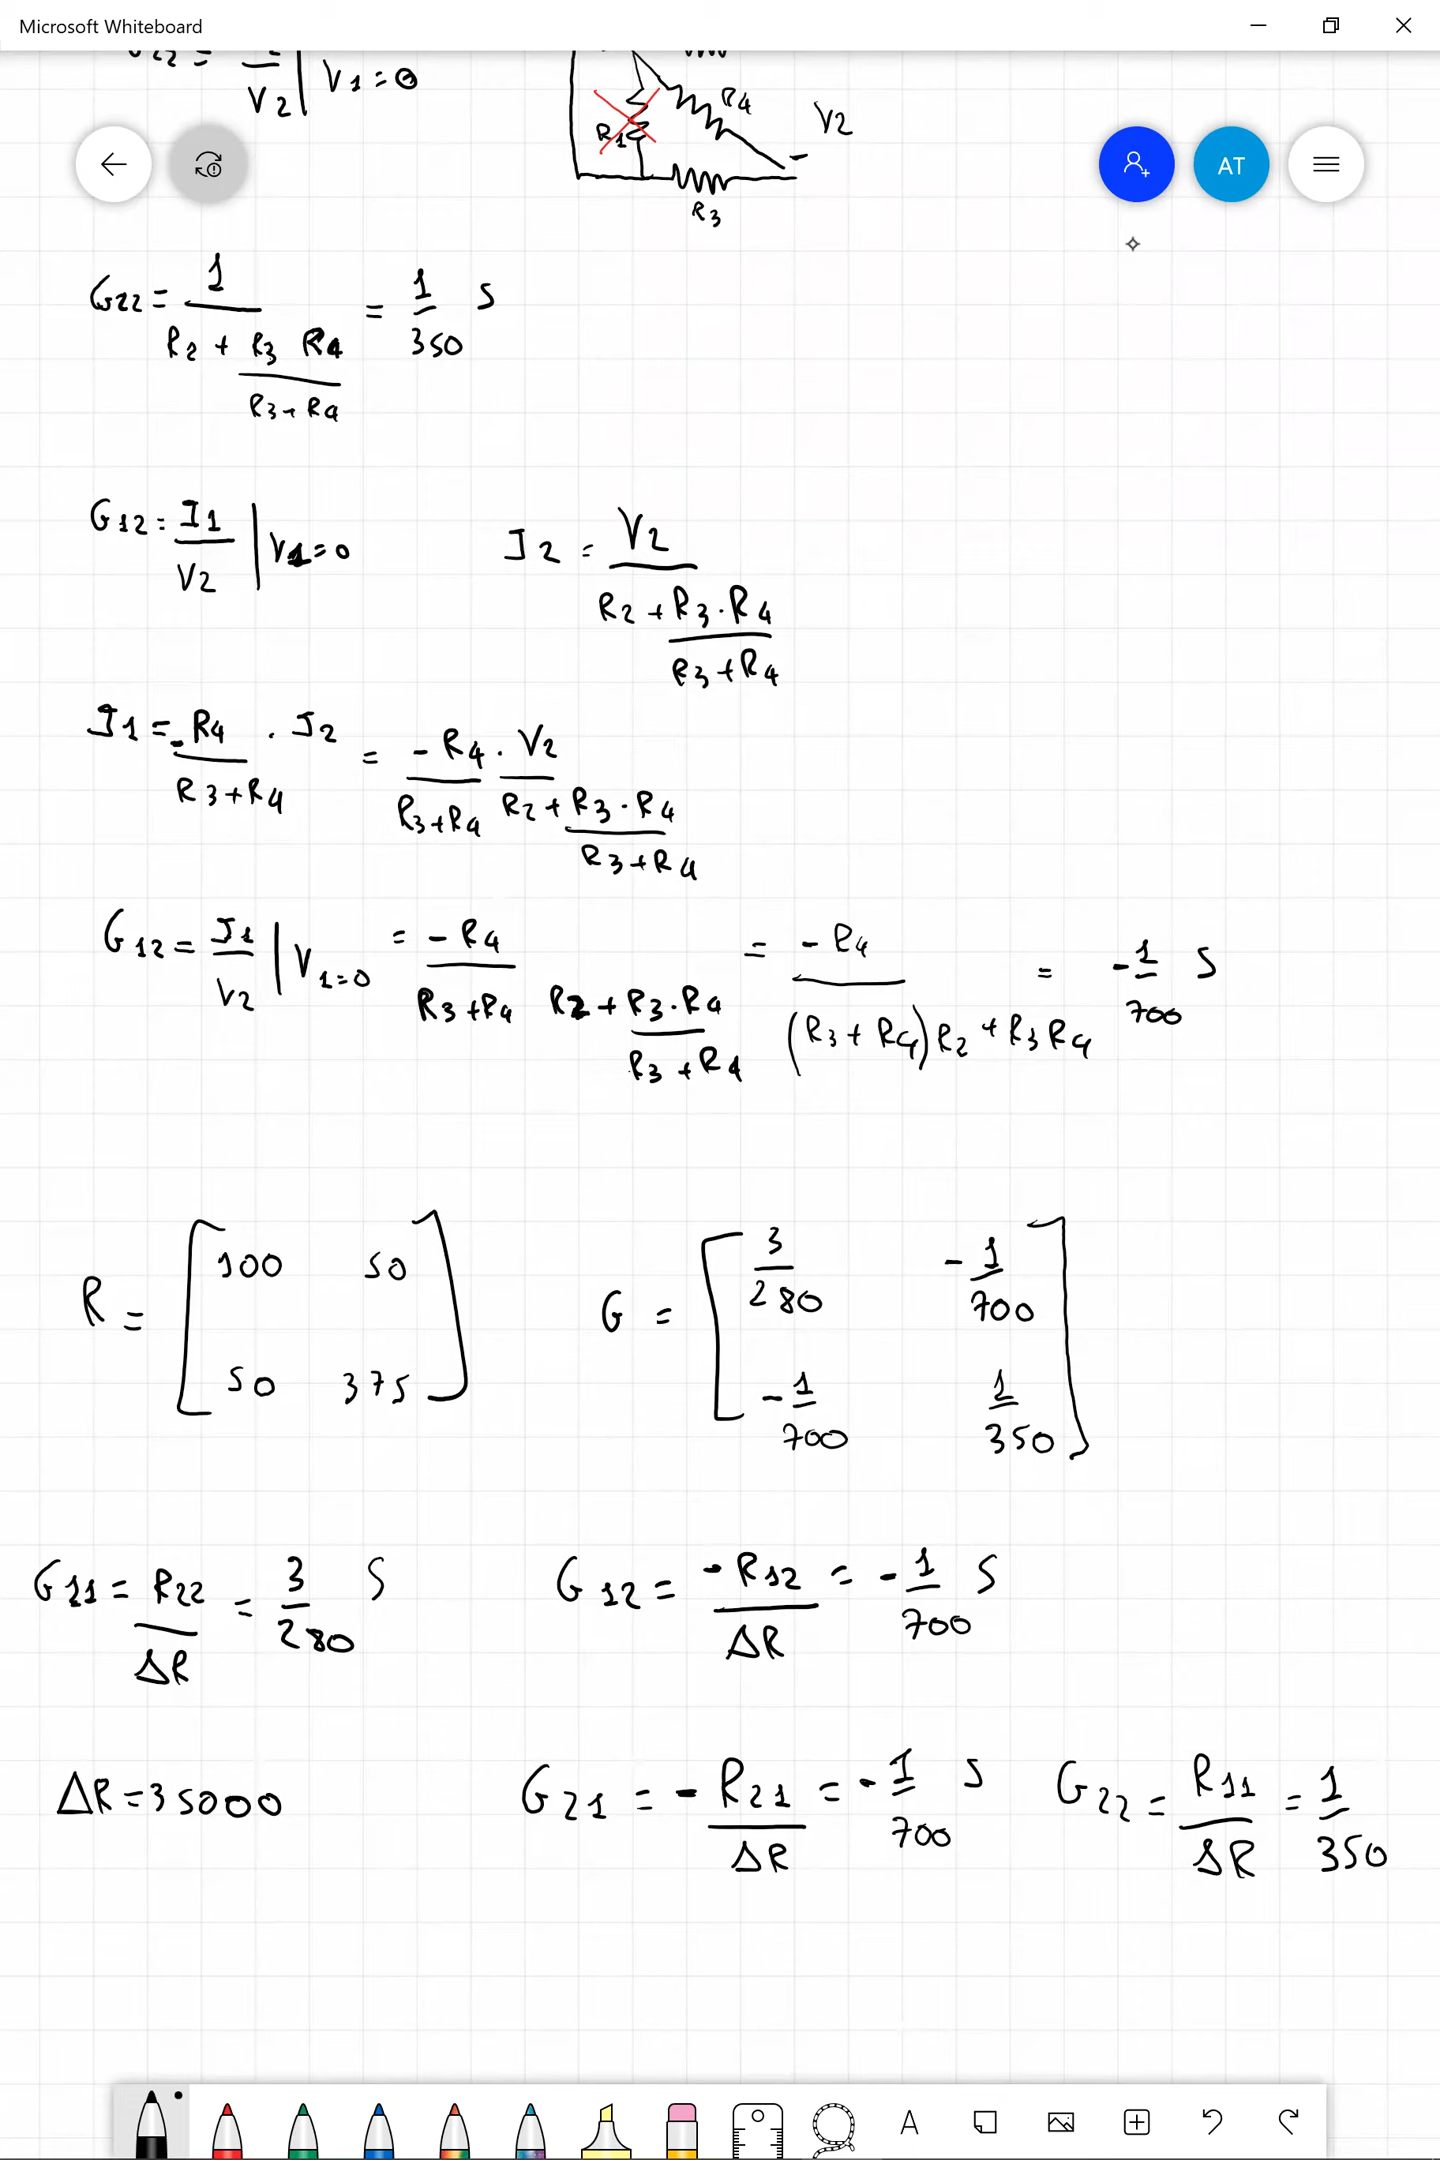 Microsoft Whiteboard
V2 | V1=0
R4
V2
R1
R3
AT
G22 = 1 / (R2 + R3 R4 / (R3+R4)) = 1/350 S
G12 = I1/V2 | V1=0
I2 = V2 / (R2 + R3·R4 / (R3+R4))
I1 = -R4/(R3+R4) · I2 = -R4/(R3+R4) · V2/(R2 + R3·R4/(R3+R4))
G12 = I1/V2 | V1=0 = -R4 / (R3+R4 R2 + R3·R4/(R3+R4)) = -R4 / ((R3+R4)R2 + R3R4) = -1/700 S
R = [100 50
50 375]
G = [3/280 -1/700
-1/700 1/350]
G11 = R22/ΔR = 3/280 S
G12 = -R12/ΔR = -1/700 S
ΔR = 35000
G21 = -R21/ΔR = -1/700 S
G22 = R11/ΔR = 1/350
A